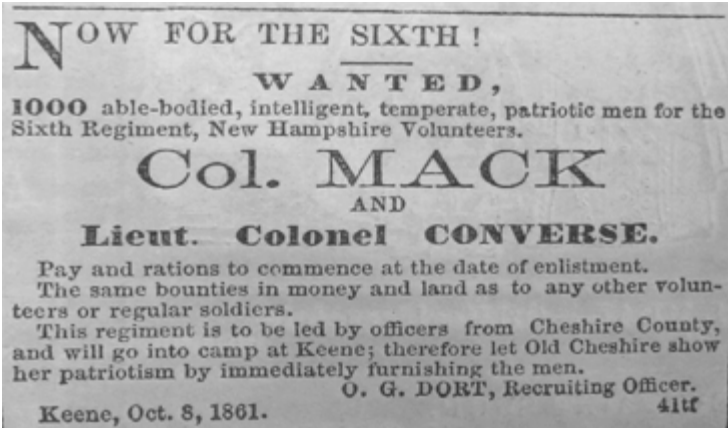 NOW FOR THE SIXTH!
WANTED,
1000 able-bodied, intelligent, temperate, patriotic men for the
Sixth Regiment, New Hampshire Volunteers.
Col. MACK
AND
Lieut. Colonel CONVERSE.
Pay and rations to commence at the date of enlistment.
The same bounties in money and land as to any other volun-
teers or regular soldiers.
This regiment is to be led by officers from Cheshire County,
and will go into camp at Keene; therefore let Old Cheshire show
her patriotism by immediately furnishing the men.
O. G. DORT, Recruiting Officer.
Keene, Oct. 8, 1861. 41tf